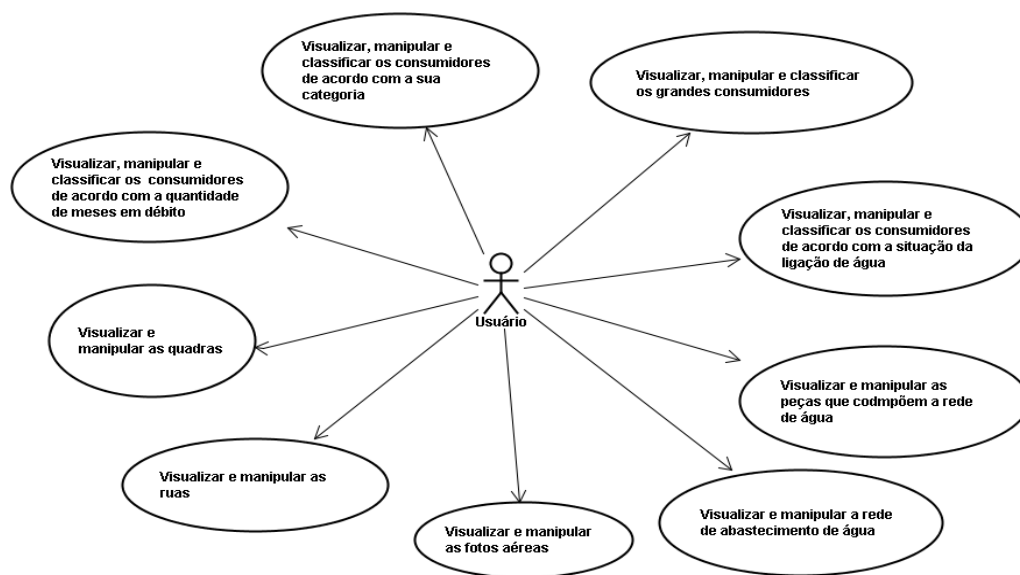 Visualizar, manipular e
classificar os consumidores
de acordo com a sua
categoria
Visualizar, manipular e classificar
os grandes consumidores
Visualizar, manipular e
classificar os consumidores
de acordo com a quantidade
de meses em débito
Visualizar, manipular e
classificar os consumidores
de acordo com a situação da
ligação de água
Usuário
Visualizar e
manipular as quadras
Visualizar e manipular as
peças que codmpõem a rede
de água
Visualizar e manipular as
ruas
Visualizar e manipular
as fotos aéreas
Visualizar e manipular a rede
de abastecimento de água